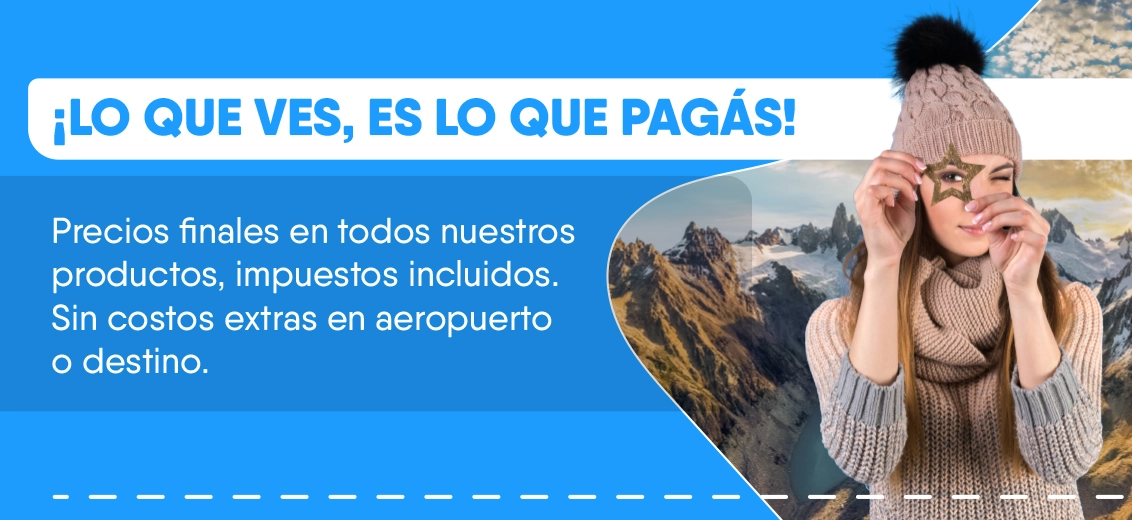 ¡LO QUE VES, ES LO QUE PAGÁS!
Precios finales en todos nuestros
productos, impuestos incluidos.
Sin costos extras en aeropuerto
o destino.